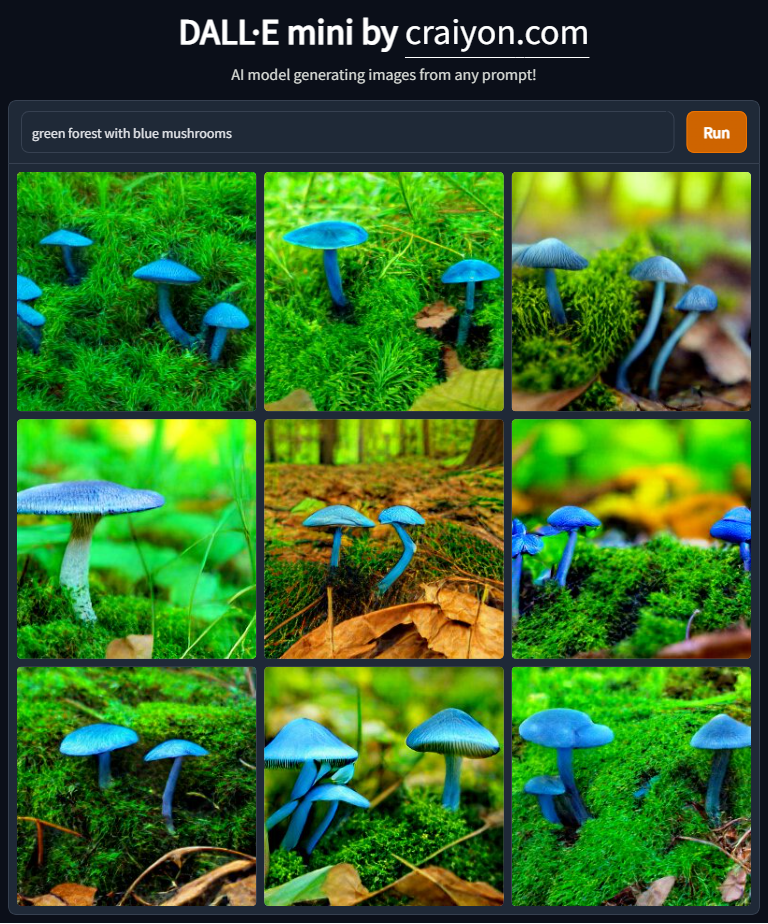 DALL·E mini by craiyon.com
AI model generating images from any prompt!
green forest with blue mushrooms
Run